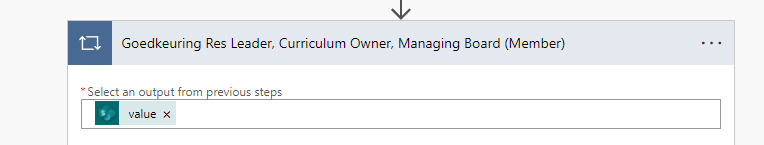 Goedkeuring Res Leader, Curriculum Owner, Managing Board (Member)
*Select an output from previous steps
value